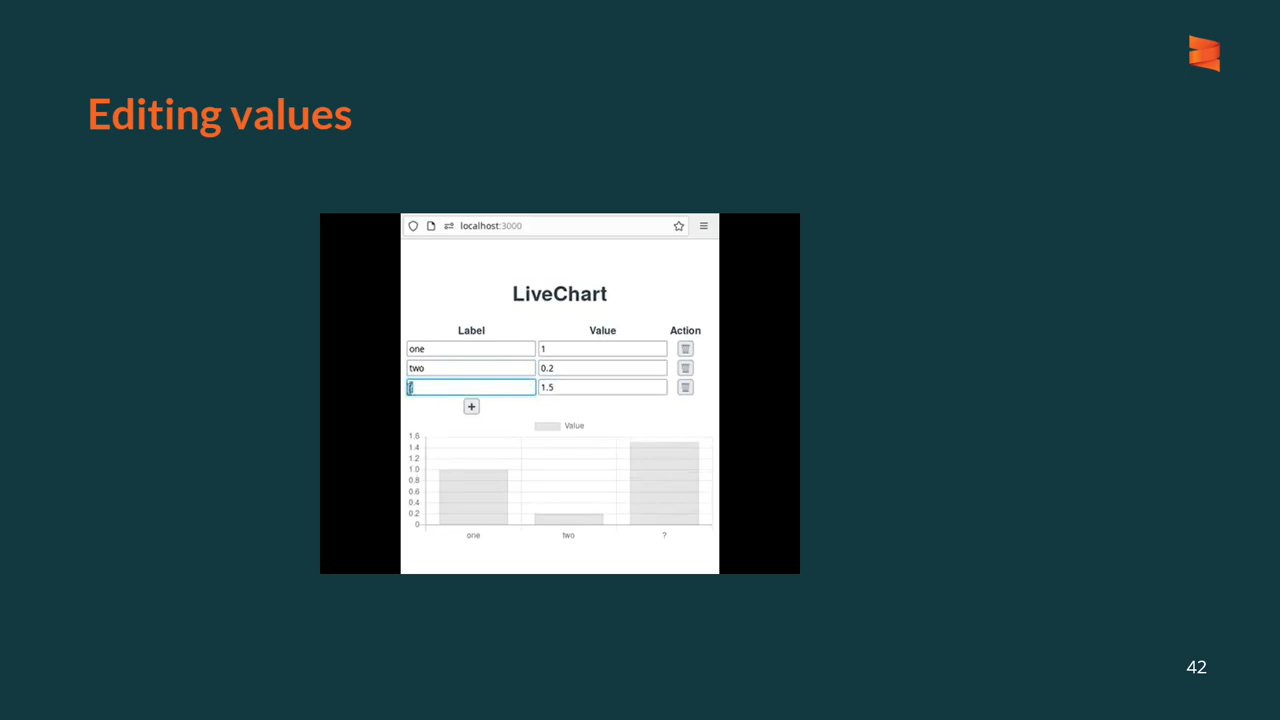 Editing values
localhost:3000
LiveChart
Label Value Action
one 1
two 0.2
? 1.5
+
Value
1.6
1.4
1.2
1.0
0.8
0.6
0.4
0.2
0
one two ?
42